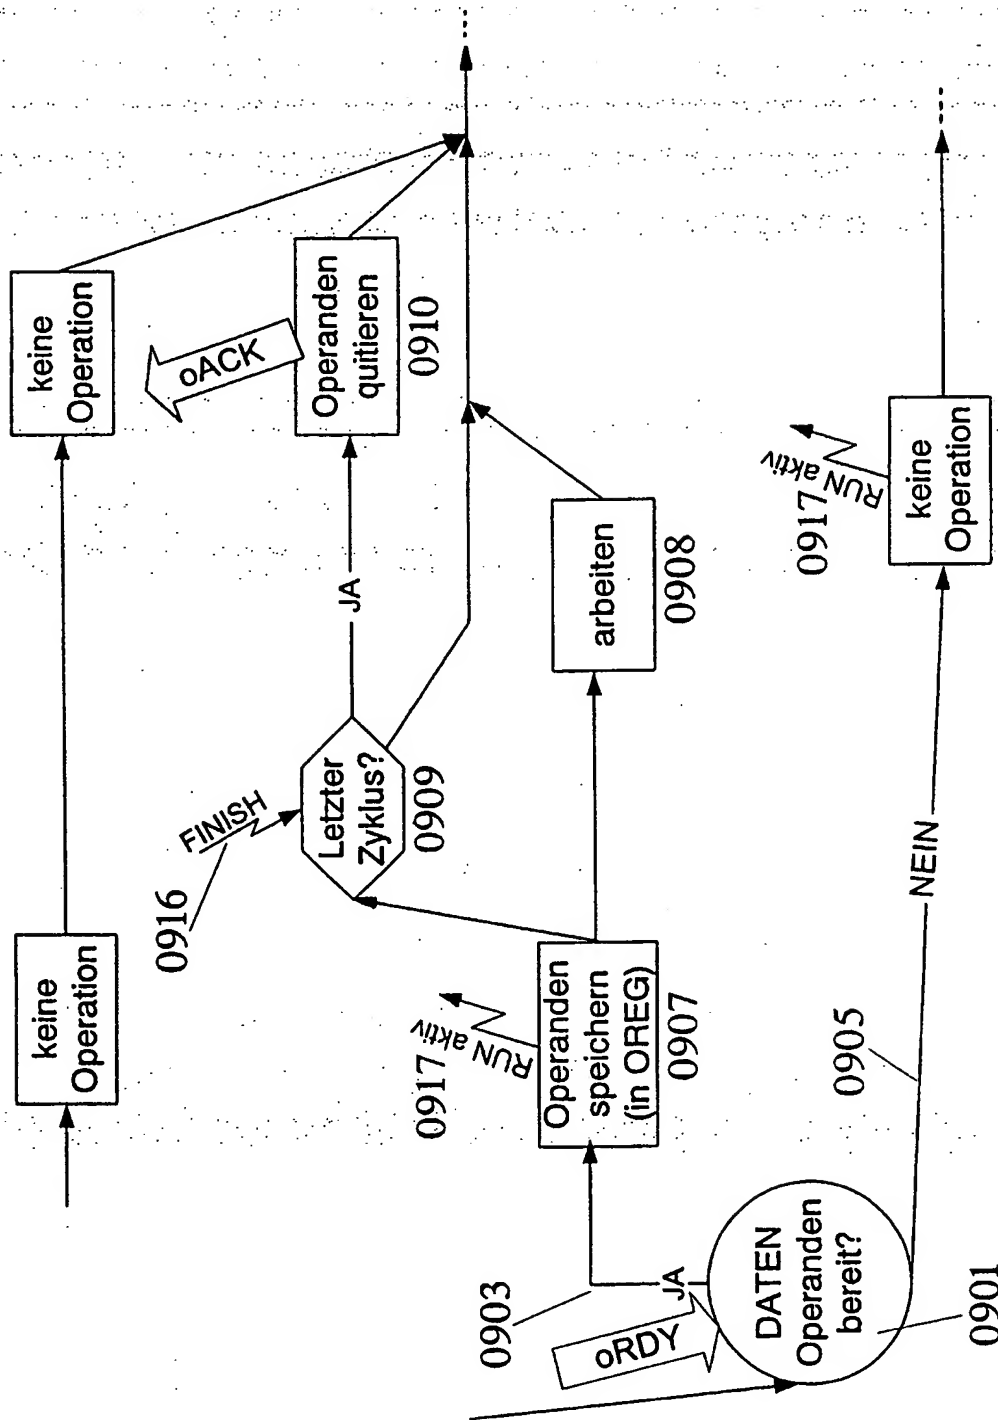 keine
Operation
keine
Operation
0916
FINISH
Letzter
Zyklus?
0909
JA
Operanden
quitieren
0910
oACK
0903
oRDY
JA
DATEN
Operanden
bereit?
0901
0917
RUN aktiv
Operanden
speichern
(in OREG)
0907
arbeiten
0908
0905
NEIN
0917
RUN aktiv
keine
Operation